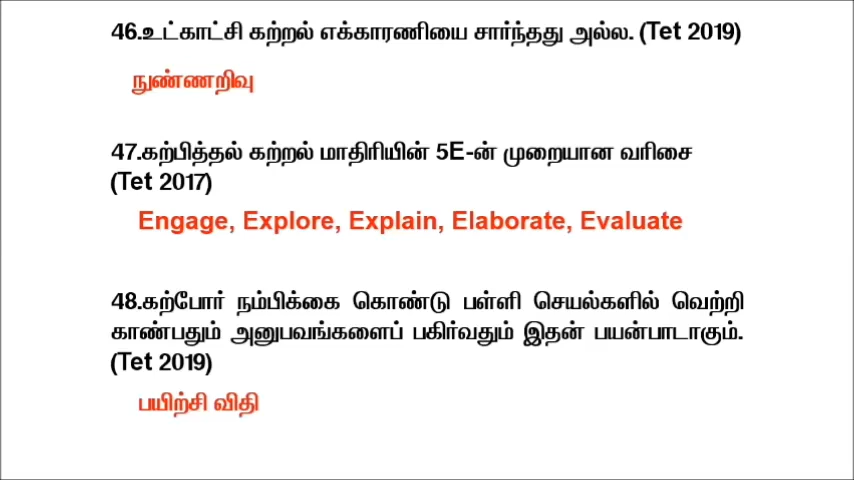 46.உட்காட்சி கற்றல் எக்காரணியை சார்ந்தது அல்ல. (Tet 2019)
நுண்ணறிவு
47.கற்பித்தல் கற்றல் மாதிரியின் 5E-ன் முறையான வரிசை
(Tet 2017)
Engage, Explore, Explain, Elaborate, Evaluate
48.கற்போர் நம்பிக்கை கொண்டு பள்ளி செயல்களில் வெற்றி
காண்பதும் அனுபவங்களைப் பகிர்வதும் இதன் பயன்பாடாகும்.
(Tet 2019)
பயிற்சி விதி